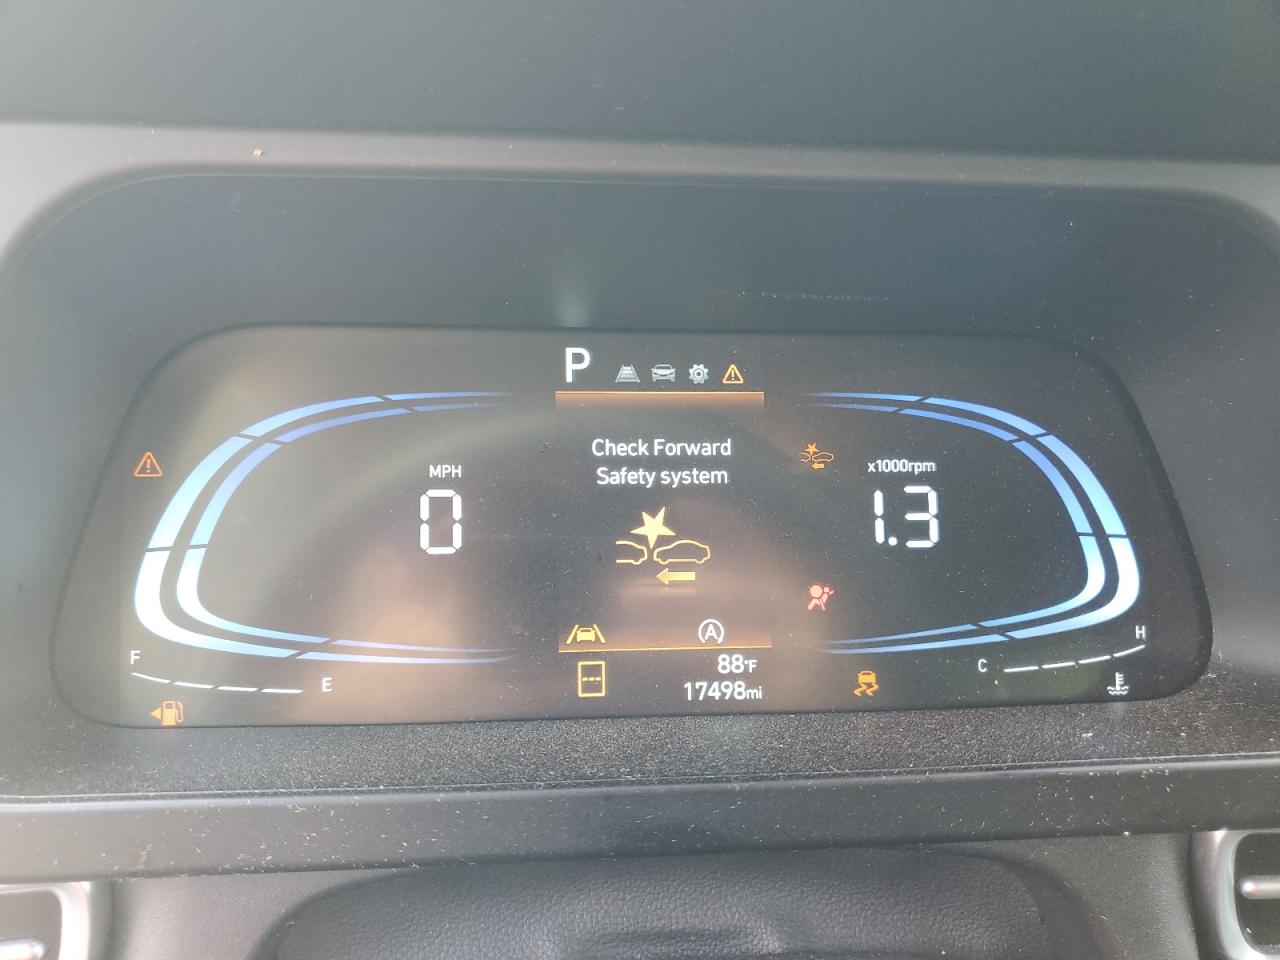 P
Check Forward
Safety system
MPH
0
x1000rpm
1.3
A
F
E
88°F
17498mi
C
H